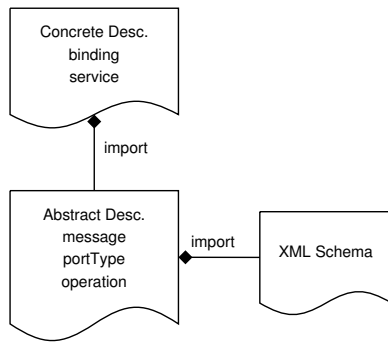 Concrete Desc.
binding
service
import
Abstract Desc.
message
portType
operation
import
XML Schema